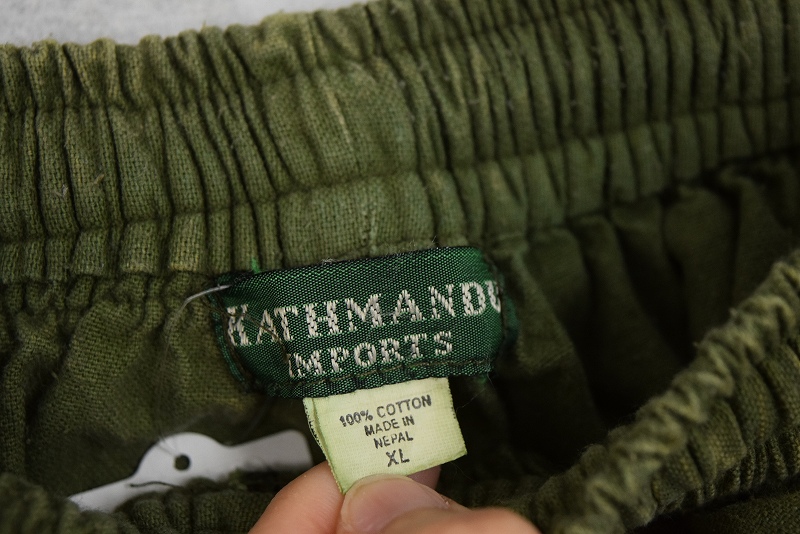 KATHMANDU
IMPORTS
100% COTTON
MADE IN
NEPAL
XL